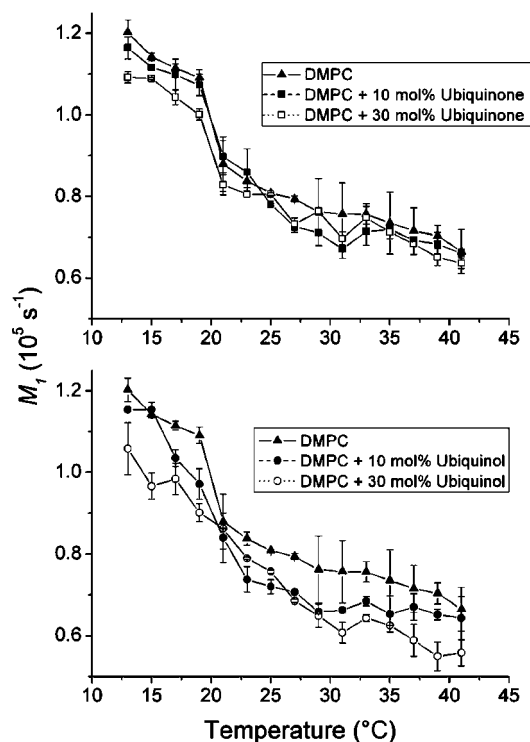 1.2
1.0
0.8
0.6
DMPC
DMPC + 10 mol% Ubiquinone
DMPC + 30 mol% Ubiquinone
10 15 20 25 30 35 40 45
M₁ (10⁵ s⁻¹)
1.2
1.0
0.8
0.6
DMPC
DMPC + 10 mol% Ubiquinol
DMPC + 30 mol% Ubiquinol
10 15 20 25 30 35 40 45
Temperature (°C)